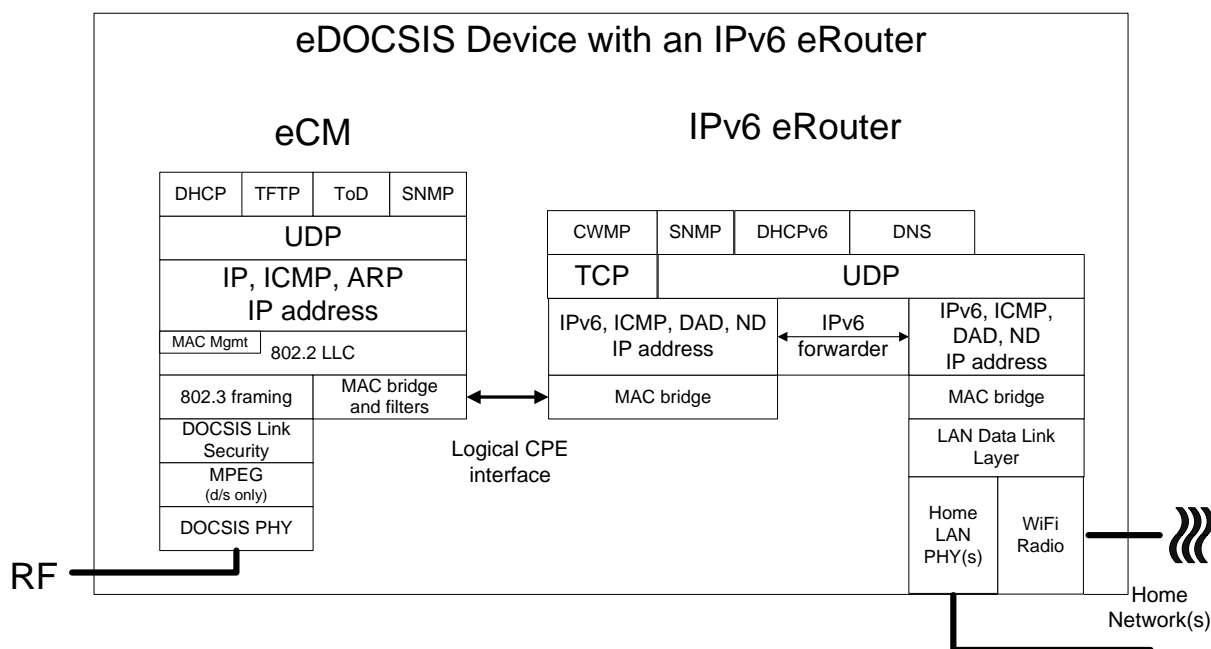 eDOCSIS Device with an IPv6 eRouter
eCM
IPv6 eRouter
DHCP
TFTP
ToD
SNMP
UDP
IP, ICMP, ARP
IP address
MAC Mgmt
802.2 LLC
802.3 framing
MAC bridge
and filters
DOCSIS Link
Security
MPEG
(d/s only)
DOCSIS PHY
RF
Logical CPE
interface
CWMP
SNMP
DHCPv6
DNS
TCP
UDP
IPv6, ICMP, DAD, ND
IP address
IPv6
forwarder
IPv6, ICMP,
DAD, ND
IP address
MAC bridge
MAC bridge
LAN Data Link
Layer
Home
LAN
PHY(s)
WiFi
Radio
Home
Network(s)